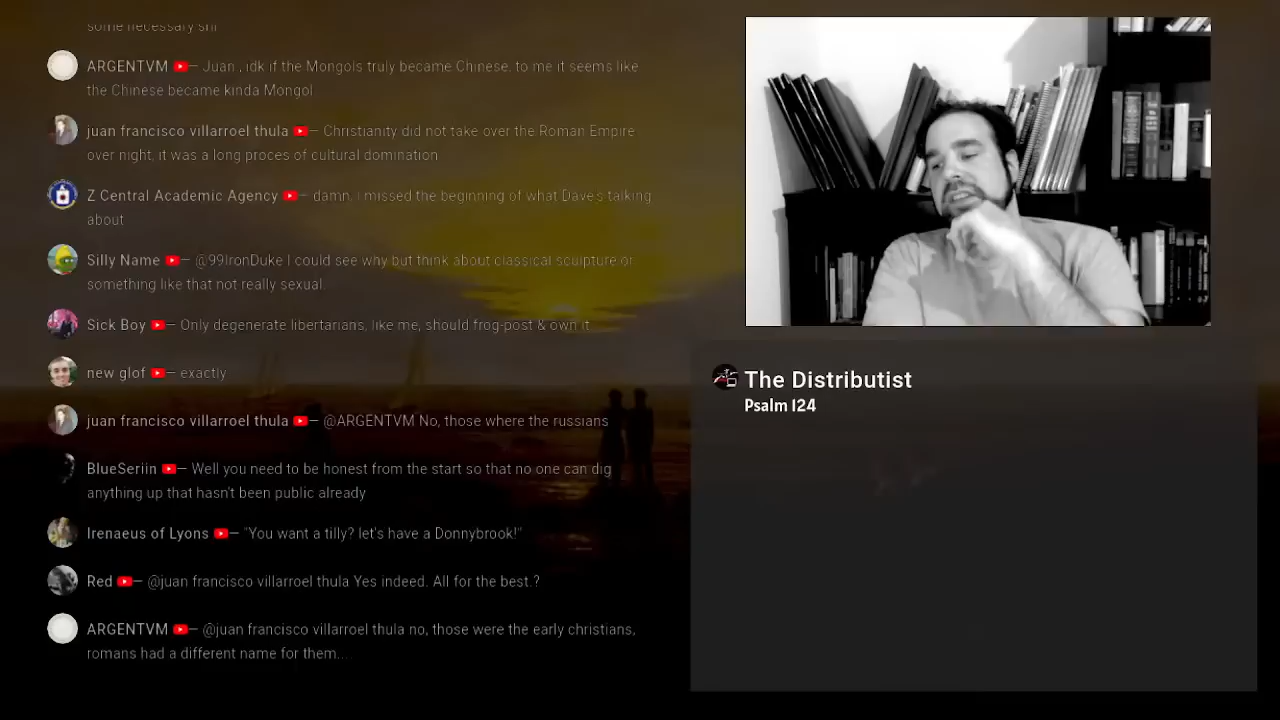 some necessary shi
ARGENTVM — Juan , idk if the Mongols truly became Chinese, to me it seems like
the Chinese became kinda Mongol
juan francisco villarroel thula — Christianity did not take over the Roman Empire
over night, it was a long proces of cultural domination
Z Central Academic Agency — damn, i missed the beginning of what Dave's talking
about
Silly Name — @99IronDuke I could see why but think about classical sculpture or
something like that not really sexual.
Sick Boy — Only degenerate libertarians, like me, should frog-post & own it
new glof — exactly
juan francisco villarroel thula — @ARGENTVM No, those where the russians
BlueSeriin — Well you need to be honest from the start so that no one can dig
anything up that hasn't been public already
Irenaeus of Lyons — "You want a tilly? let's have a Donnybrook!"
Red — @juan francisco villarroel thula Yes indeed. All for the best.?
ARGENTVM — @juan francisco villarroel thula no, those were the early christians,
romans had a different name for them...
The Distributist
Psalm 124